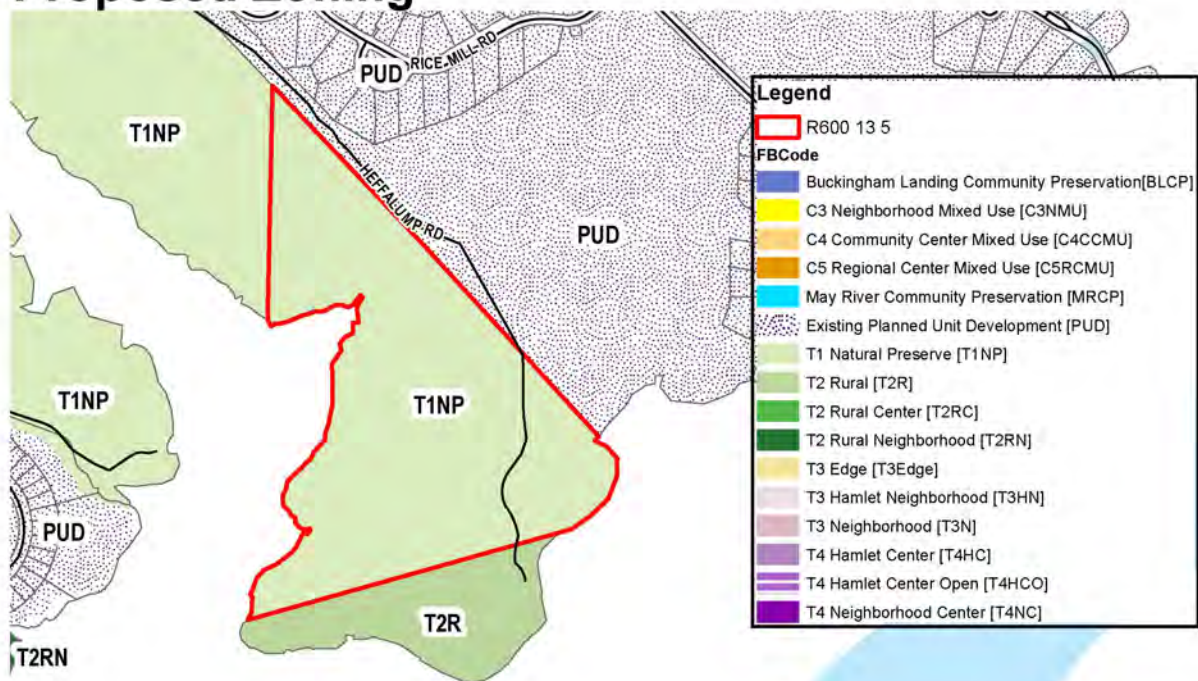 Proposed Zoning
PUD
RICE MILL RD
T1NP
HEFFALUMP RD
PUD
T1NP
T1NP
PUD
T2R
T2RN
Legend
R600 13 5
FBCode
Buckingham Landing Community Preservation[BLCP]
C3 Neighborhood Mixed Use [C3NMU]
C4 Community Center Mixed Use [C4CCMU]
C5 Regional Center Mixed Use [C5RCMU]
May River Community Preservation [MRCP]
Existing Planned Unit Development [PUD]
T1 Natural Preserve [T1NP]
T2 Rural [T2R]
T2 Rural Center [T2RC]
T2 Rural Neighborhood [T2RN]
T3 Edge [T3Edge]
T3 Hamlet Neighborhood [T3HN]
T3 Neighborhood [T3N]
T4 Hamlet Center [T4HC]
T4 Hamlet Center Open [T4HCO]
T4 Neighborhood Center [T4NC]